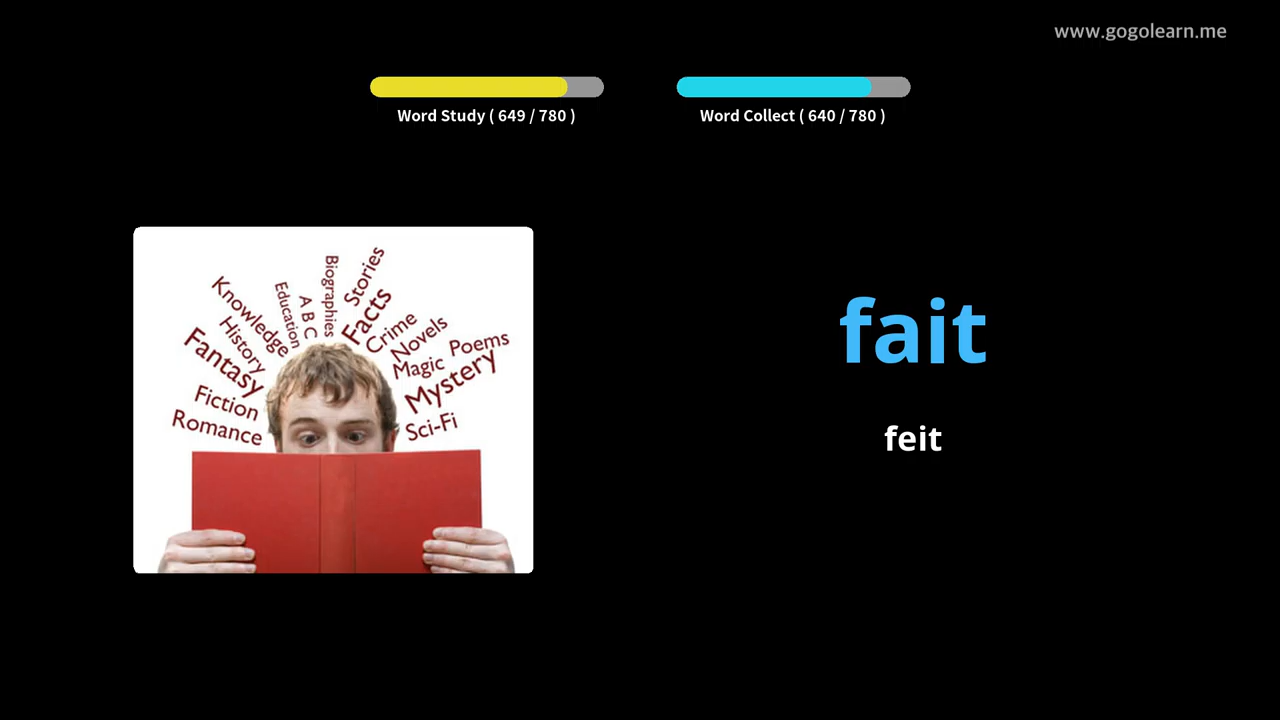 www.gogolearn.me
Word Study ( 649 / 780 )
Word Collect ( 640 / 780 )
Stories
Biographies
Facts
A B C
Education
Knowledge
Crime
Novels
History
Poems
Magic
Fantasy
Mystery
Fiction
Sci-Fi
Romance
fait
feit